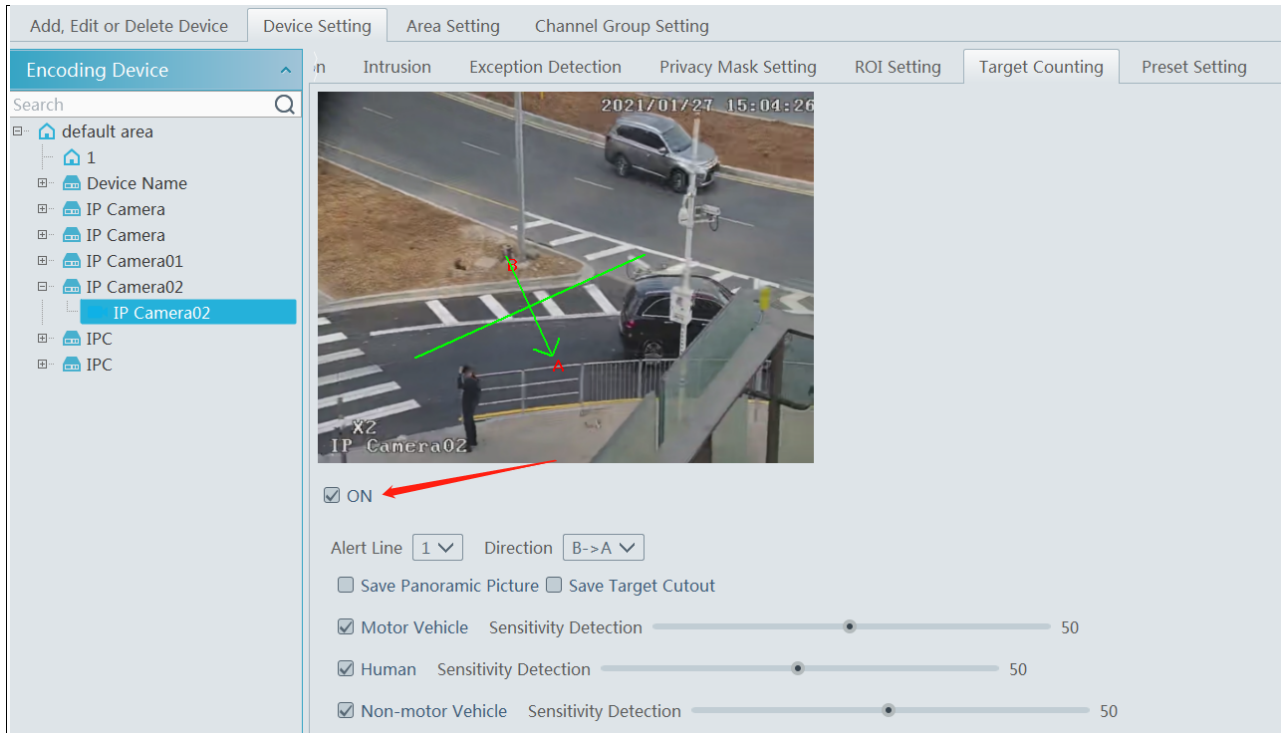 Add, Edit or Delete Device Device Setting Area Setting Channel Group Setting
Encoding Device
Search
default area
1
Device Name
IP Camera
IP Camera
IP Camera01
IP Camera02
IP Camera02
IPC
IPC
on Intrusion Exception Detection Privacy Mask Setting ROI Setting Target Counting Preset Setting
2021/01/27 15:04:26
B
A
X2
IP Camera02
ON
Alert Line 1 Direction B->A
Save Panoramic Picture Save Target Cutout
Motor Vehicle Sensitivity Detection 50
Human Sensitivity Detection 50
Non-motor Vehicle Sensitivity Detection 50